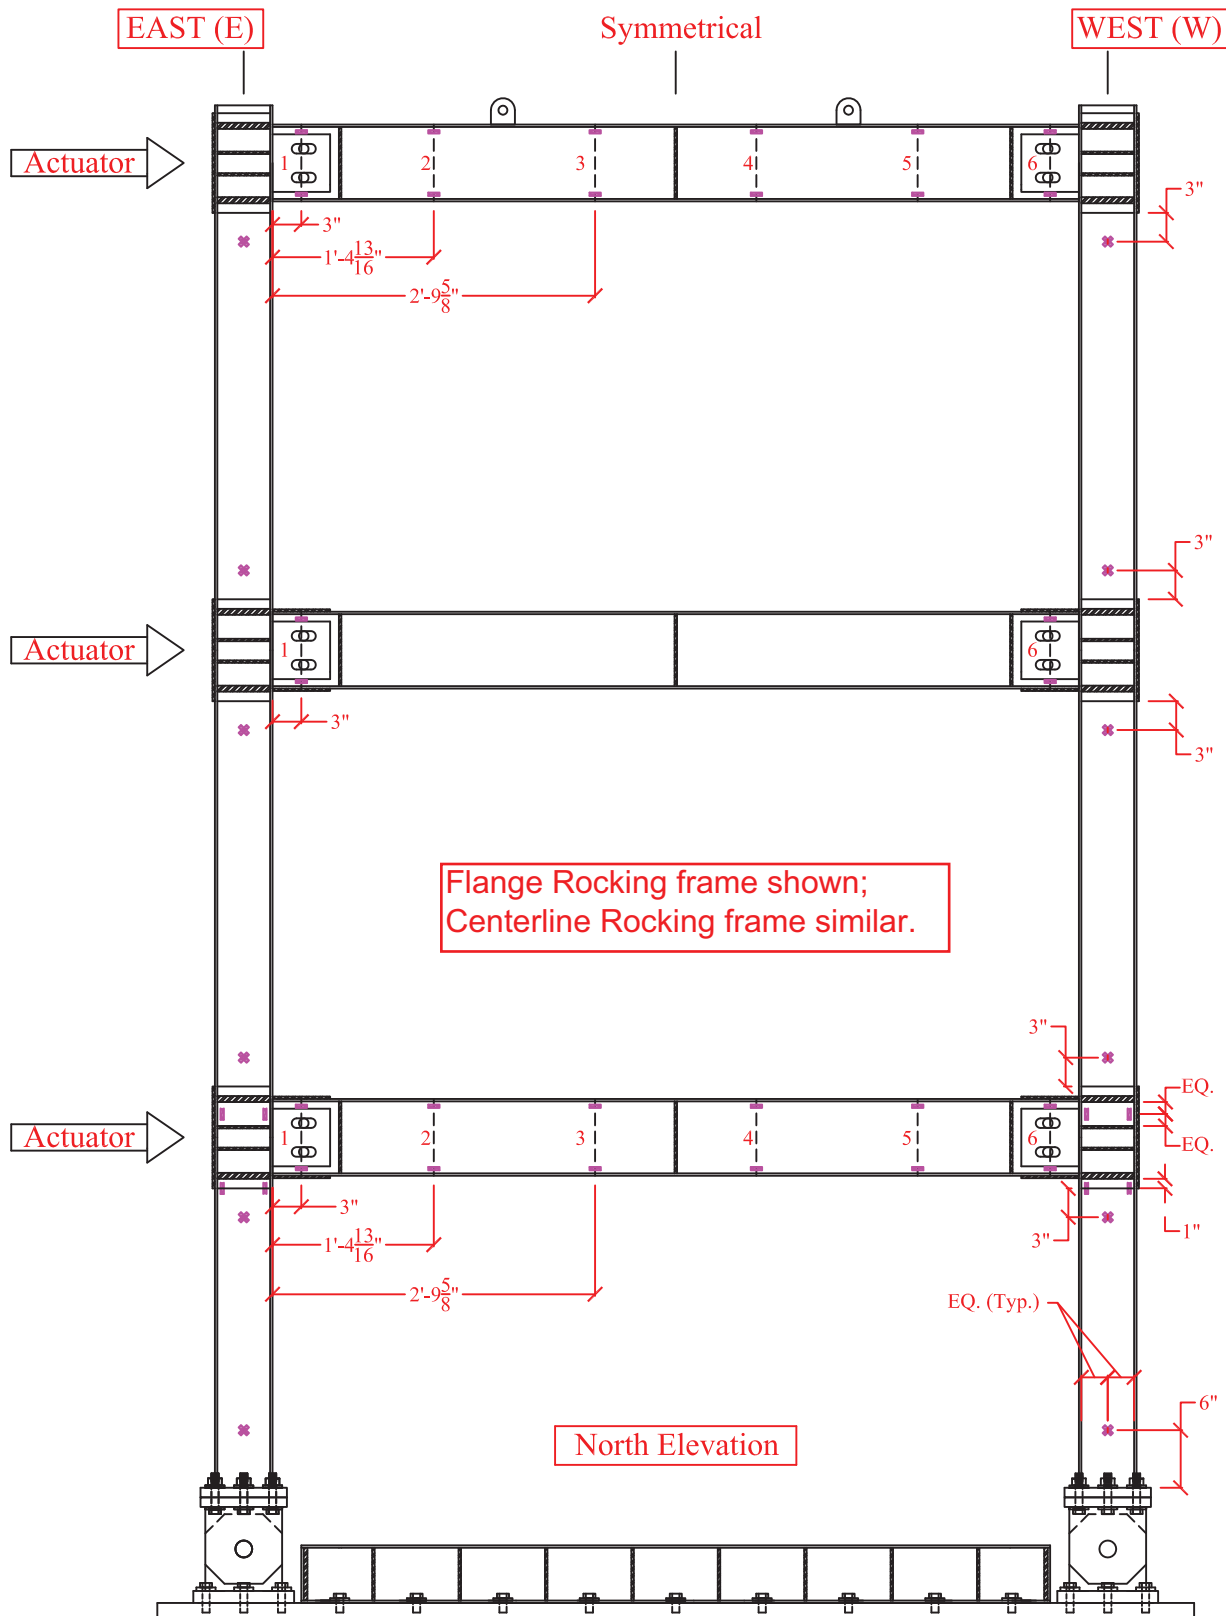 EAST (E)
Symmetrical
WEST (W)
Actuator
1
2
3
4
5
6
3"
3"
1'-4 13/16"
2'-9 5/8"
3"
Actuator
1
6
3"
3"
Flange Rocking frame shown;
Centerline Rocking frame similar.
3"
EQ.
Actuator
1
2
3
4
5
6
EQ.
3"
1'-4 13/16"
3"
1"
2'-9 5/8"
EQ. (Typ.)
6"
North Elevation